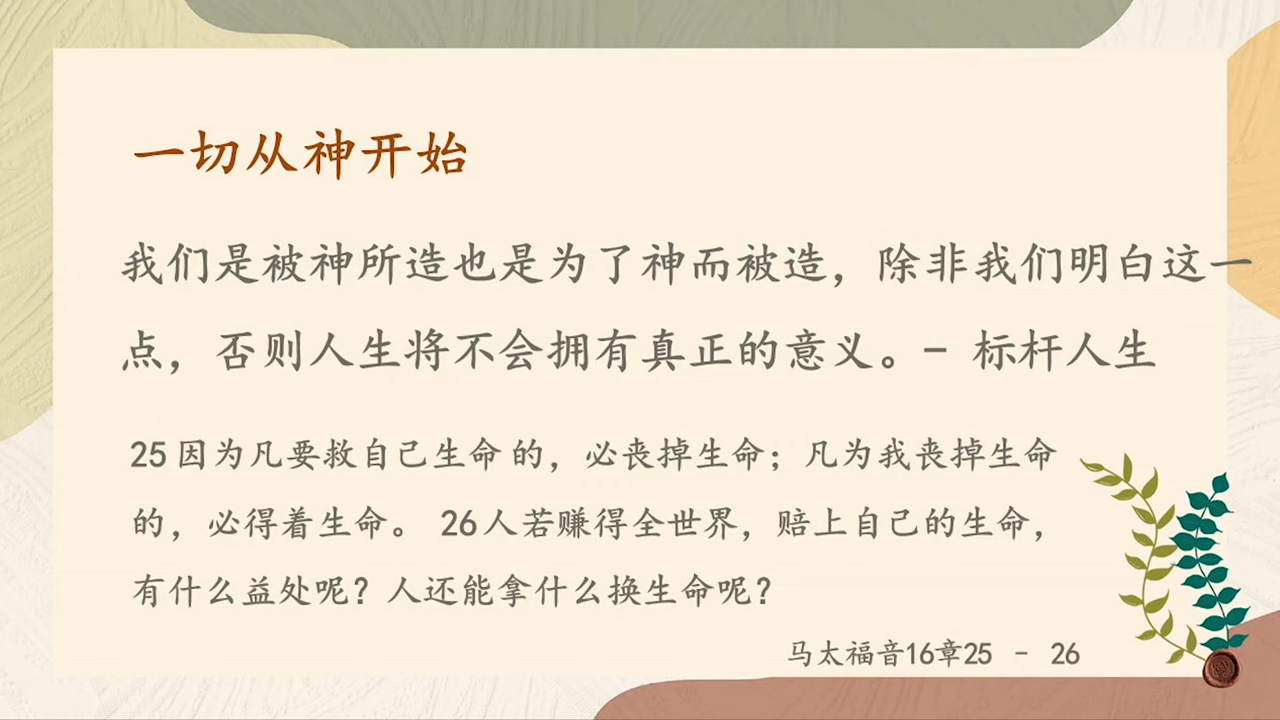 一切从神开始
我们是被神所造也是为了神而被造，除非我们明白这一
点，否则人生将不会拥有真正的意义。- 标杆人生
25 因为凡要救自己生命 的，必丧掉生命；凡为我丧掉生命
的，必得着生命。 26人若赚得全世界，赔上自己的生命，
有什么益处呢？人还能拿什么换生命呢？
马太福音16章25 - 26